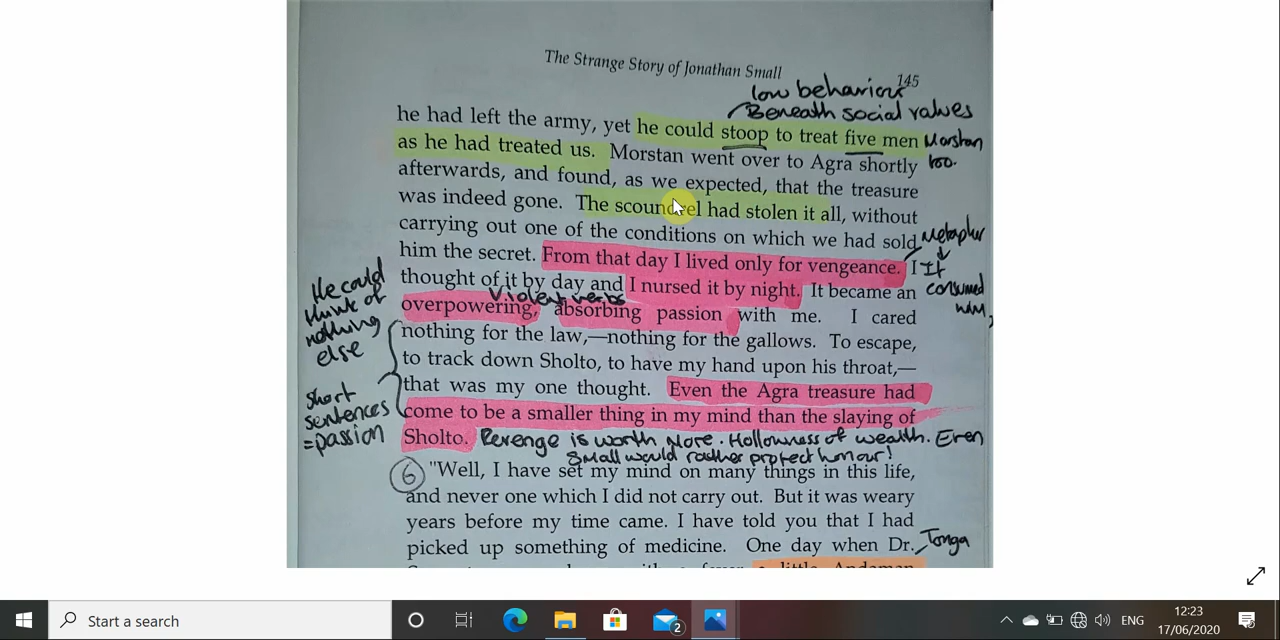 The Strange Story of Jonathan Small
145
low behaviour
Beneath social values
he had left the army, yet he could stoop to treat five men
Morstan
as he had treated us. Morstan went over to Agra shortly
too.
afterwards, and found, as we expected, that the treasure
was indeed gone. The scoundrel had stolen it all, without
carrying out one of the conditions on which we had sold
Metaphor
him the secret. From that day I lived only for vengeance. I
It
He could
think of
nothing
else
thought of it by day and I nursed it by night. It became an
consumed
him,
Violent verbs
overpowering, absorbing passion with me. I cared
nothing for the law,—nothing for the gallows. To escape,
to track down Sholto, to have my hand upon his throat,—
that was my one thought. Even the Agra treasure had
short
sentences
=passion
come to be a smaller thing in my mind than the slaying of
Sholto. Revenge is worth More. Hollowness of wealth. Even
Small would rather protect honour!
6 "Well, I have set my mind on many things in this life,
and never one which I did not carry out. But it was weary
years before my time came. I have told you that I had
picked up something of medicine. One day when Dr.
Tonga
a little Andaman
Start a search
2
ENG
12:23
17/06/2020